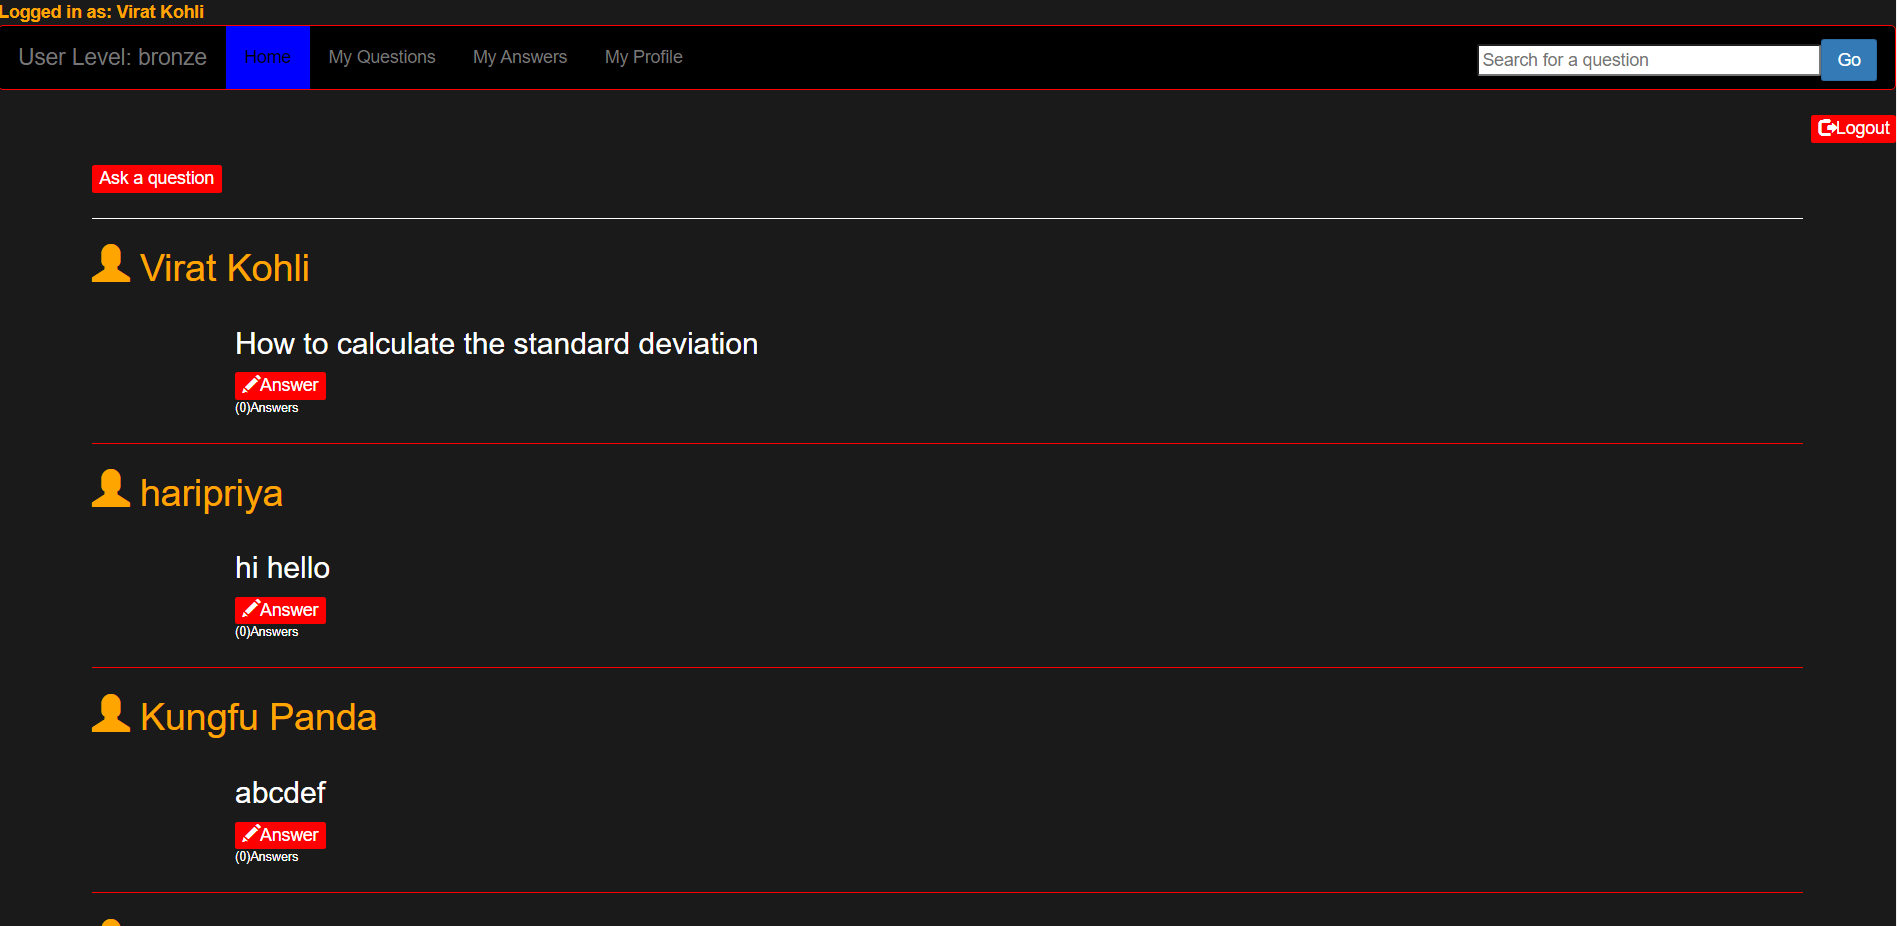 Logged in as: Virat Kohli
User Level: bronze Home My Questions My Answers My Profile Search for a question Go
Logout
Ask a question
Virat Kohli
How to calculate the standard deviation
Answer
(0)Answers
haripriya
hi hello
Answer
(0)Answers
Kungfu Panda
abcdef
Answer
(0)Answers